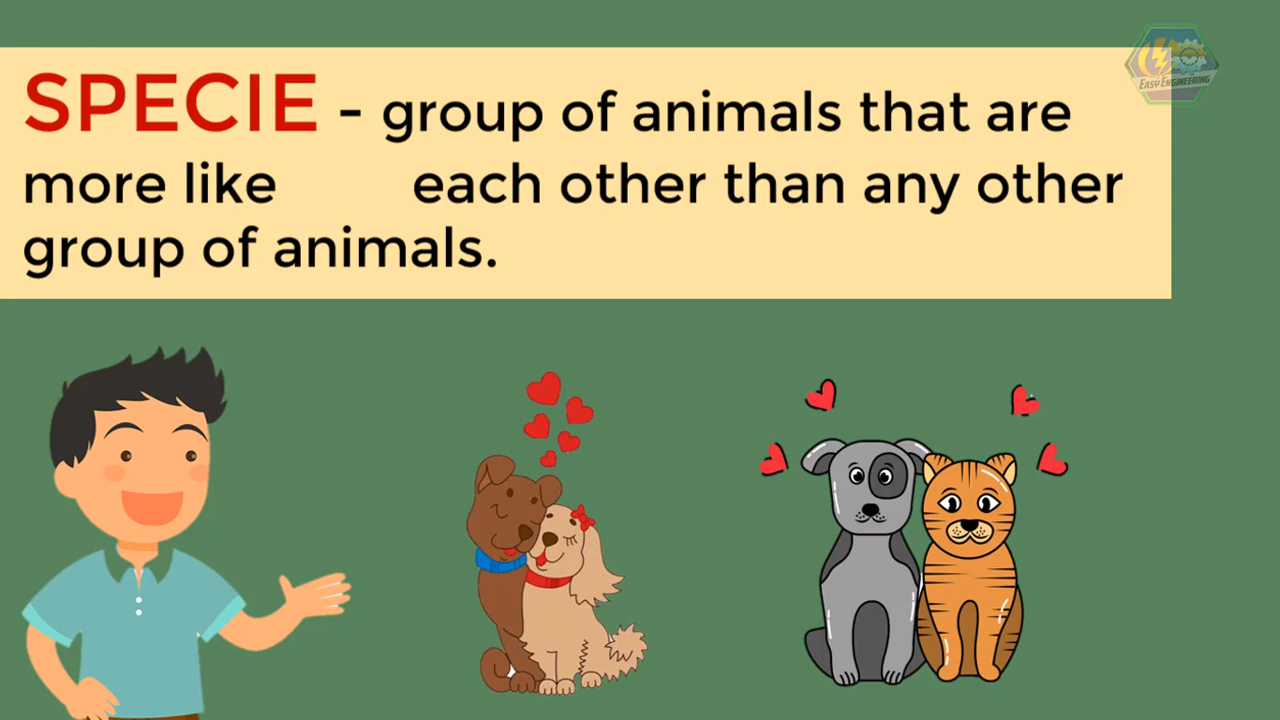 SPECIE - group of animals that are
more like each other than any other
group of animals.
EASY ENGINEERING